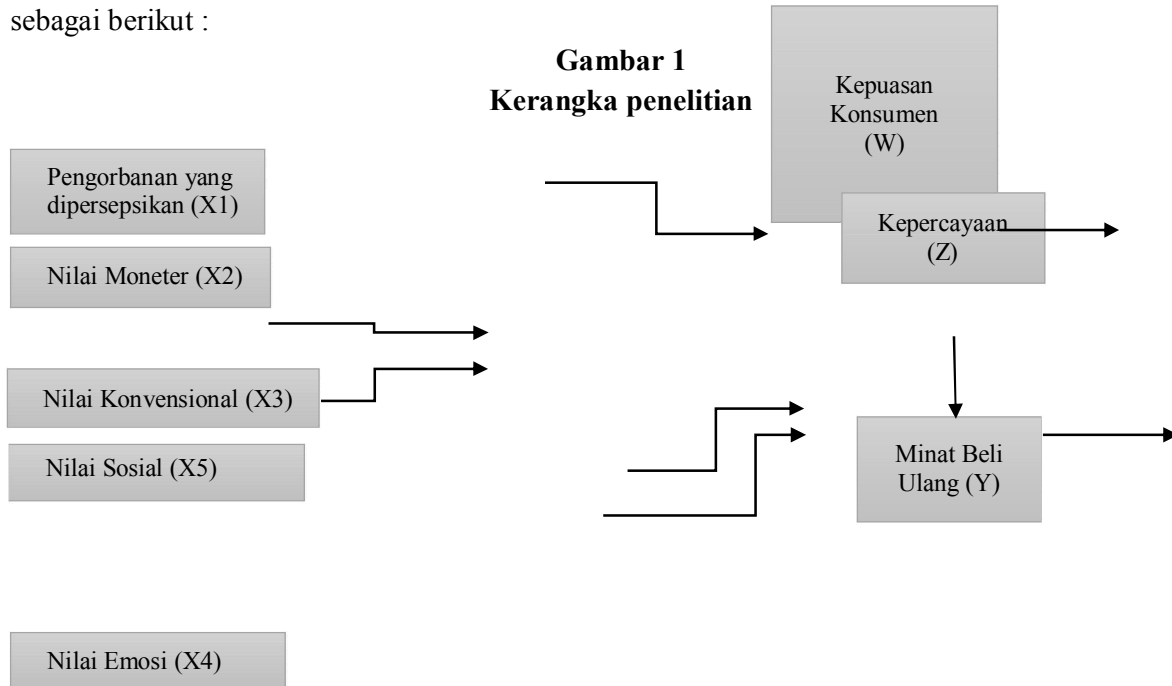 sebagai berikut :
Gambar 1
Kerangka penelitian
Kepuasan
Konsumen
(W)
Pengorbanan yang
dipersepsikan (X1)
Kepercayaan
(Z)
Nilai Moneter (X2)
Nilai Konvensional (X3)
Nilai Sosial (X5)
Minat Beli
Ulang (Y)
Nilai Emosi (X4)